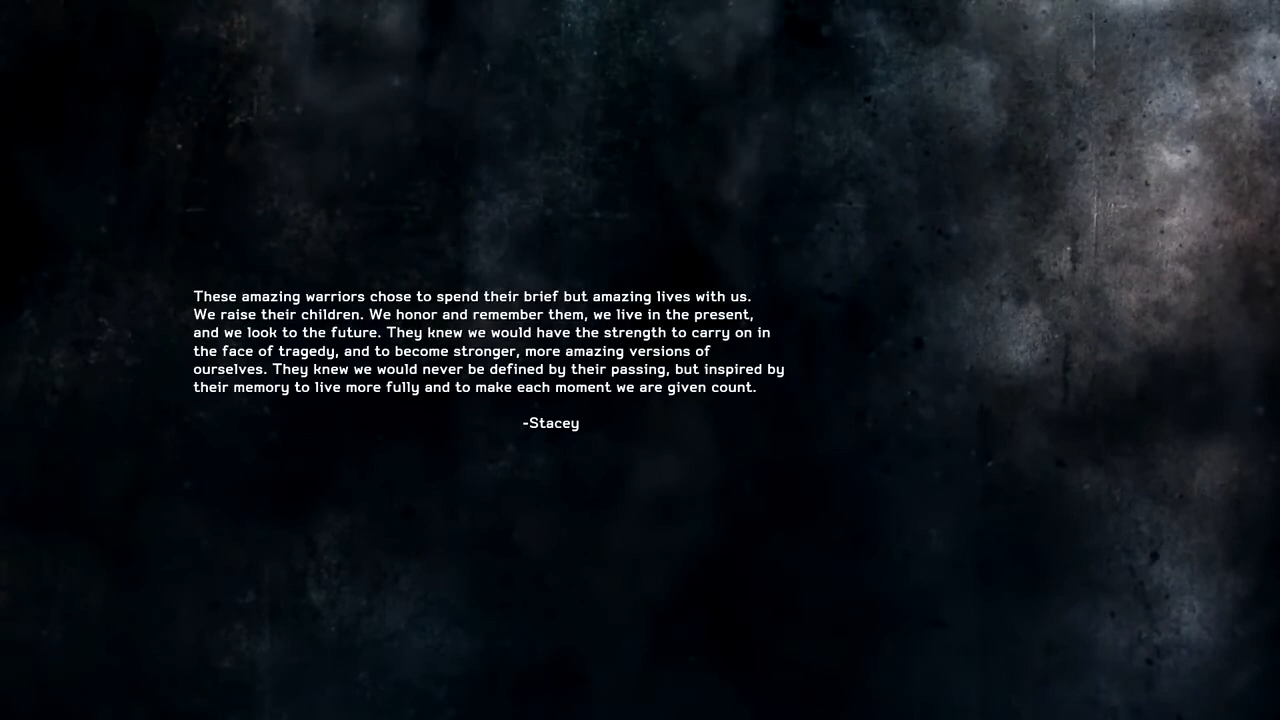 These amazing warriors chose to spend their brief but amazing lives with us.
We raise their children. We honor and remember them, we live in the present,
and we look to the future. They knew we would have the strength to carry on in
the face of tragedy, and to become stronger, more amazing versions of
ourselves. They knew we would never be defined by their passing, but inspired by
their memory to live more fully and to make each moment we are given count.
-Stacey